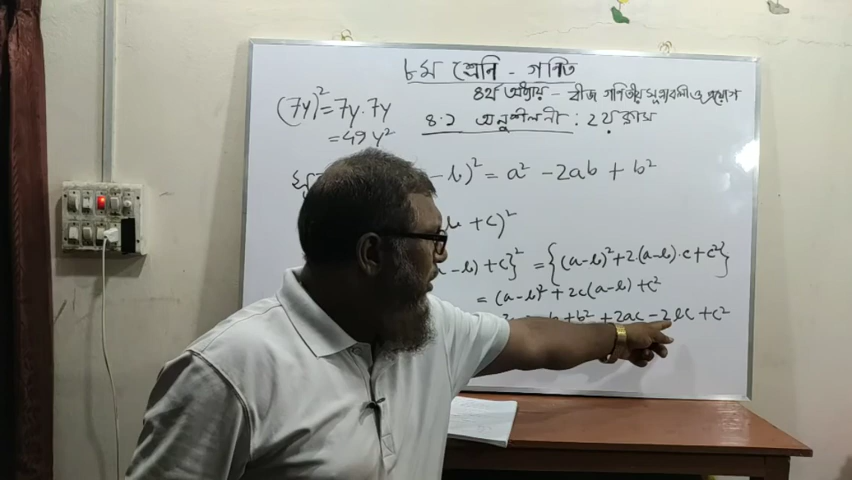 ৮ম শ্রেনি - গণিত
৪র্থ অধ্যায় - বীজ গণিতীয় সূত্রাবলী ও প্রয়োগ
৪.১ অনুশীলনী : ২য় ক্লাস
(7y)² = 7y. 7y
= 49y²
- b)² = a² - 2ab + b²
+ c)²
- b) + c}² = {(a-b)² + 2(a-b).c + c²}
= (a-b)² + 2c(a-b) + c²
+ b² + 2ac - 2bc + c²